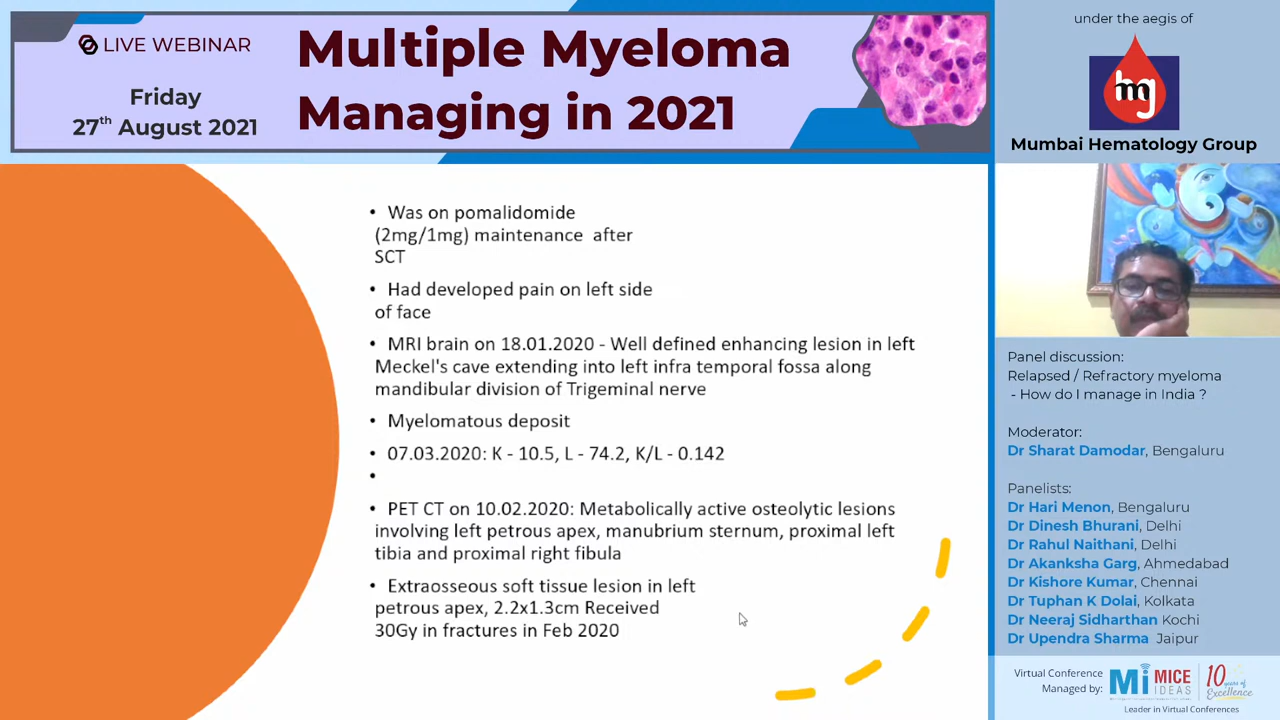 LIVE WEBINAR
Friday
27th August 2021
Multiple Myeloma
Managing in 2021
under the aegis of
hmg
Mumbai Hematology Group
• Was on pomalidomide
(2mg/1mg) maintenance after
SCT
• Had developed pain on left side
of face
• MRI brain on 18.01.2020 - Well defined enhancing lesion in left
Meckel's cave extending into left infra temporal fossa along
mandibular division of Trigeminal nerve
• Myelomatous deposit
• 07.03.2020: K - 10.5, L - 74.2, K/L - 0.142
•
• PET CT on 10.02.2020: Metabolically active osteolytic lesions
involving left petrous apex, manubrium sternum, proximal left
tibia and proximal right fibula
• Extraosseous soft tissue lesion in left
petrous apex, 2.2x1.3cm Received
30Gy in fractures in Feb 2020
Panel discussion:
Relapsed / Refractory myeloma
- How do I manage in India ?
Moderator:
Dr Sharat Damodar, Bengaluru
Panelists:
Dr Hari Menon, Bengaluru
Dr Dinesh Bhurani, Delhi
Dr Rahul Naithani, Delhi
Dr Akanksha Garg, Ahmedabad
Dr Kishore Kumar, Chennai
Dr Tuphan K Dolai, Kolkata
Dr Neeraj Sidharthan Kochi
Dr Upendra Sharma Jaipur
Virtual Conference
Managed by:
Mi MICE
IDEAS
10 years of
Excellence
Leader in Virtual Conferences